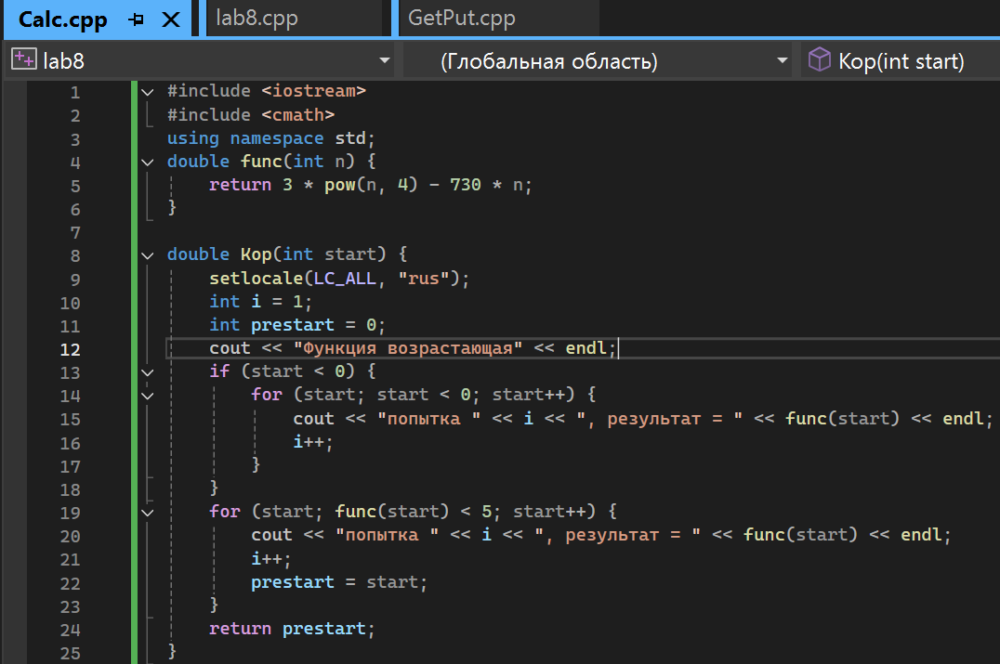 Calc.cpp lab8.cpp GetPut.cpp
lab8 (Глобальная область) Kop(int start)
1 #include <iostream>
2 #include <cmath>
3 using namespace std;
4 double func(int n) {
5 return 3 * pow(n, 4) - 730 * n;
6 }
7
8 double Kop(int start) {
9 setlocale(LC_ALL, "rus");
10 int i = 1;
11 int prestart = 0;
12 cout << "Функция возрастающая" << endl;
13 if (start < 0) {
14 for (start; start < 0; start++) {
15 cout << "попытка " << i << ", результат = " << func(start) << endl;
16 i++;
17 }
18 }
19 for (start; func(start) < 5; start++) {
20 cout << "попытка " << i << ", результат = " << func(start) << endl;
21 i++;
22 prestart = start;
23 }
24 return prestart;
25 }